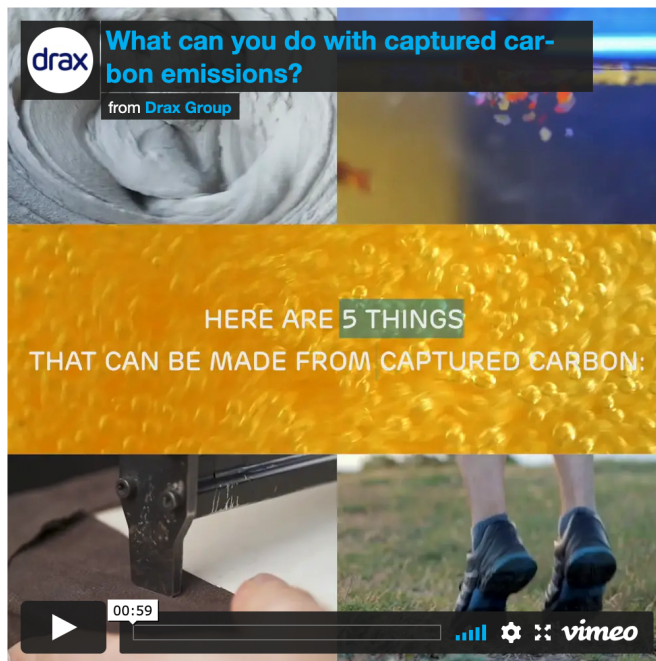 drax
What can you do with captured car-
bon emissions?
from Drax Group
HERE ARE 5 THINGS
THAT CAN BE MADE FROM CAPTURED CARBON:
00:59
vimeo